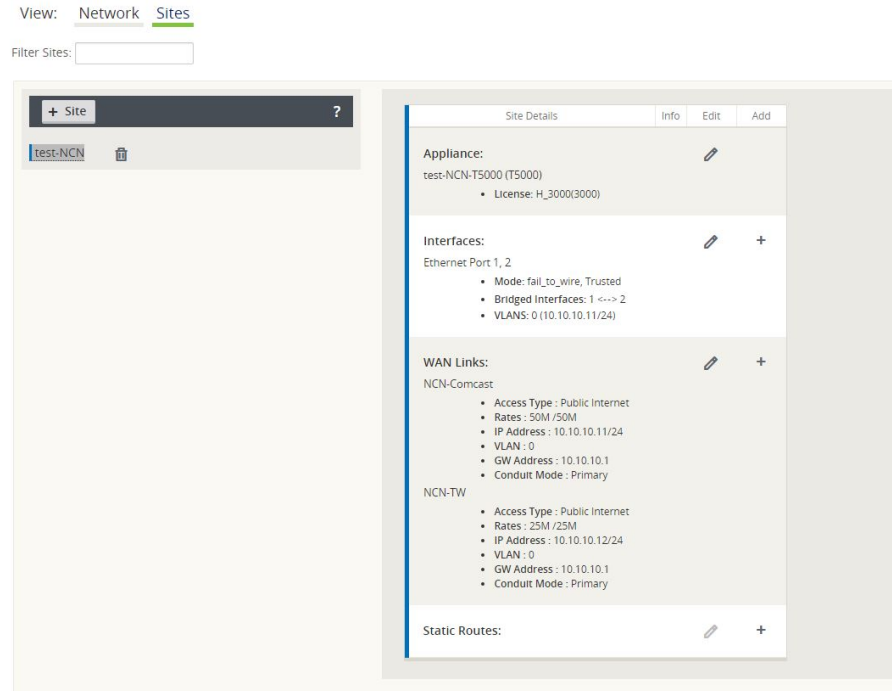 View: Network Sites
Filter Sites:
+ Site ?
test-NCN
Site Details Info Edit Add
Appliance:
test-NCN-T5000 (T5000)
• License: H_3000(3000)
Interfaces: +
Ethernet Port 1, 2
• Mode: fail_to_wire, Trusted
• Bridged Interfaces: 1 <--> 2
• VLANS: 0 (10.10.10.11/24)
WAN Links: +
NCN-Comcast
• Access Type : Public Internet
• Rates : 50M /50M
• IP Address : 10.10.10.11/24
• VLAN : 0
• GW Address : 10.10.10.1
• Conduit Mode : Primary
NCN-TW
• Access Type : Public Internet
• Rates : 25M /25M
• IP Address : 10.10.10.12/24
• VLAN : 0
• GW Address : 10.10.10.1
• Conduit Mode : Primary
Static Routes: +